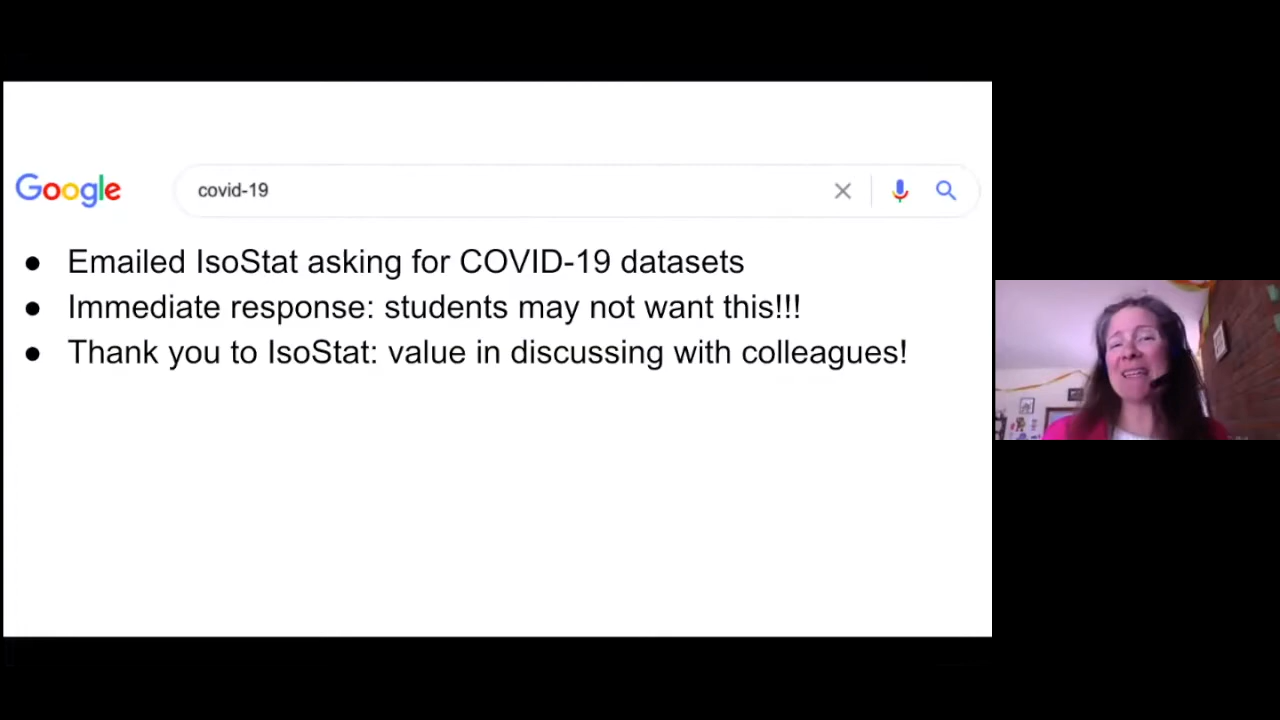 Google
covid-19
● Emailed IsoStat asking for COVID-19 datasets
● Immediate response: students may not want this!!!
● Thank you to IsoStat: value in discussing with colleagues!